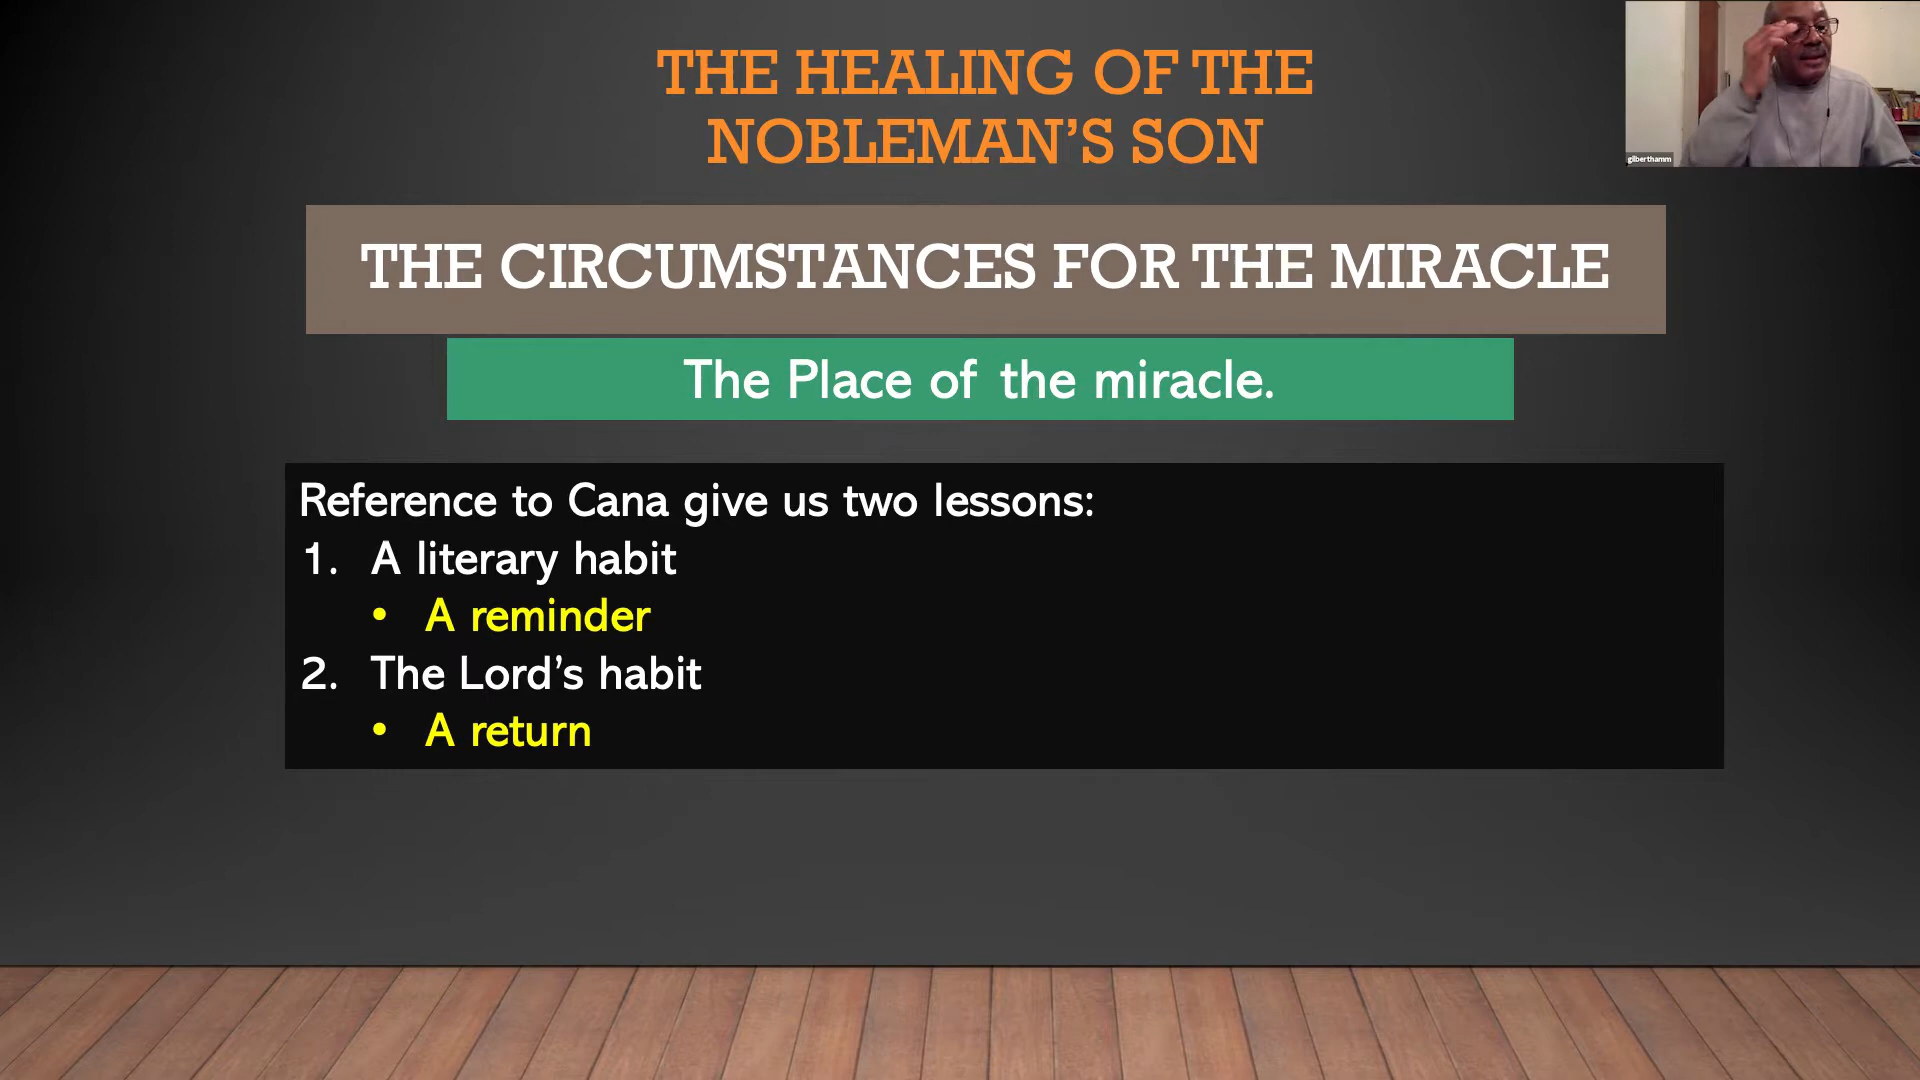 THE HEALING OF THE
NOBLEMAN’S SON
THE CIRCUMSTANCES FOR THE MIRACLE
The Place of the miracle.
Reference to Cana give us two lessons:
1. A literary habit
• A reminder
2. The Lord’s habit
• A return
gilberthamm